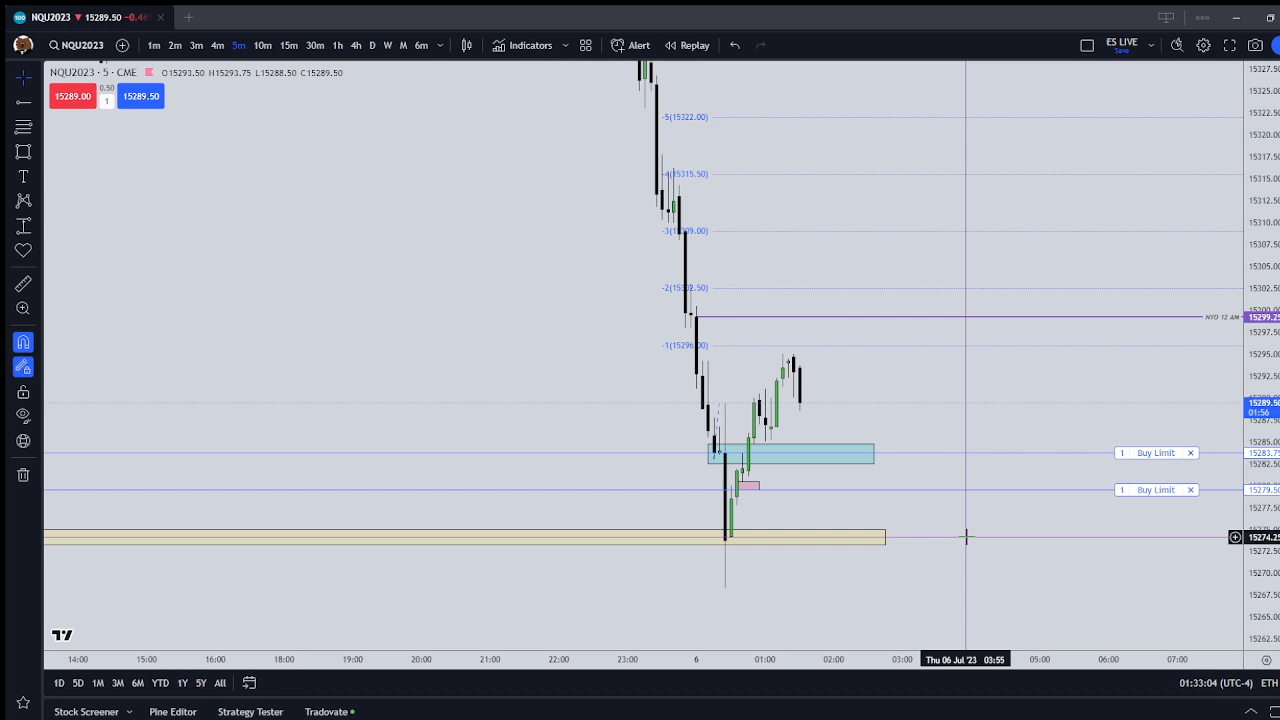 NQU2023 ▼ 15289.50 -0.46
NQU2023 1m 2m 3m 4m 5m 10m 15m 30m 1h 4h D W M 6m Indicators Alert Replay ES LIVE Save
NQU2023 · 5 · CME O15293.50 H15293.75 L15288.50 C15289.50
15289.00 0.50 1 15289.50
15327.50
15325.00
-5(15322.00) 15322.50
15320.00
15317.50
-4(15315.50) 15315.00
15312.50
15310.00
-3(15309.00)
15307.50
15305.00
-2(15302.50) 15302.50
NYO 12 AM 15299.25
15297.50
-1(15296.00) 15295.00
15292.50
15289.50
01:56
15285.00
1 Buy Limit × 15283.75
15282.50
1 Buy Limit × 15279.50
15277.50
15274.25
15272.50
15270.00
15267.50
15265.00
15262.50
14:00 15:00 16:00 18:00 19:00 20:00 21:00 22:00 23:00 6 01:00 02:00 03:00 Thu 06 Jul '23 03:55 05:00 06:00 07:00
1D 5D 1M 3M 6M YTD 1Y 5Y All 01:33:04 (UTC-4) ETH
Stock Screener Pine Editor Strategy Tester Tradovate